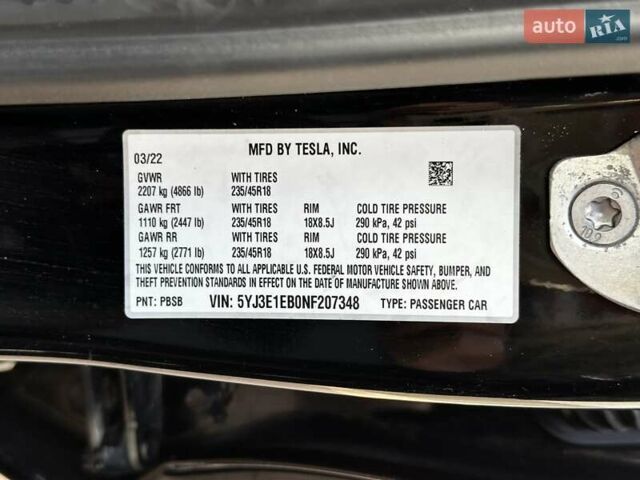 auto RIA.com
MFD BY TESLA, INC.
03/22
GVWR WITH TIRES
2207 kg (4866 lb) 235/45R18
GAWR FRT WITH TIRES RIM COLD TIRE PRESSURE
1110 kg (2447 lb) 235/45R18 18X8.5J 290 kPa, 42 psi
GAWR RR WITH TIRES RIM COLD TIRE PRESSURE
1257 kg (2771 lb) 235/45R18 18X8.5J 290 kPa, 42 psi
THIS VEHICLE CONFORMS TO ALL APPLICABLE U.S. FEDERAL MOTOR VEHICLE SAFETY, BUMPER, AND
THEFT PREVENTION STANDARDS IN EFFECT ON THE DATE OF MANUFACTURE SHOWN ABOVE.
PNT: PBSB VIN: 5YJ3E1EB0NF207348 TYPE: PASSENGER CAR